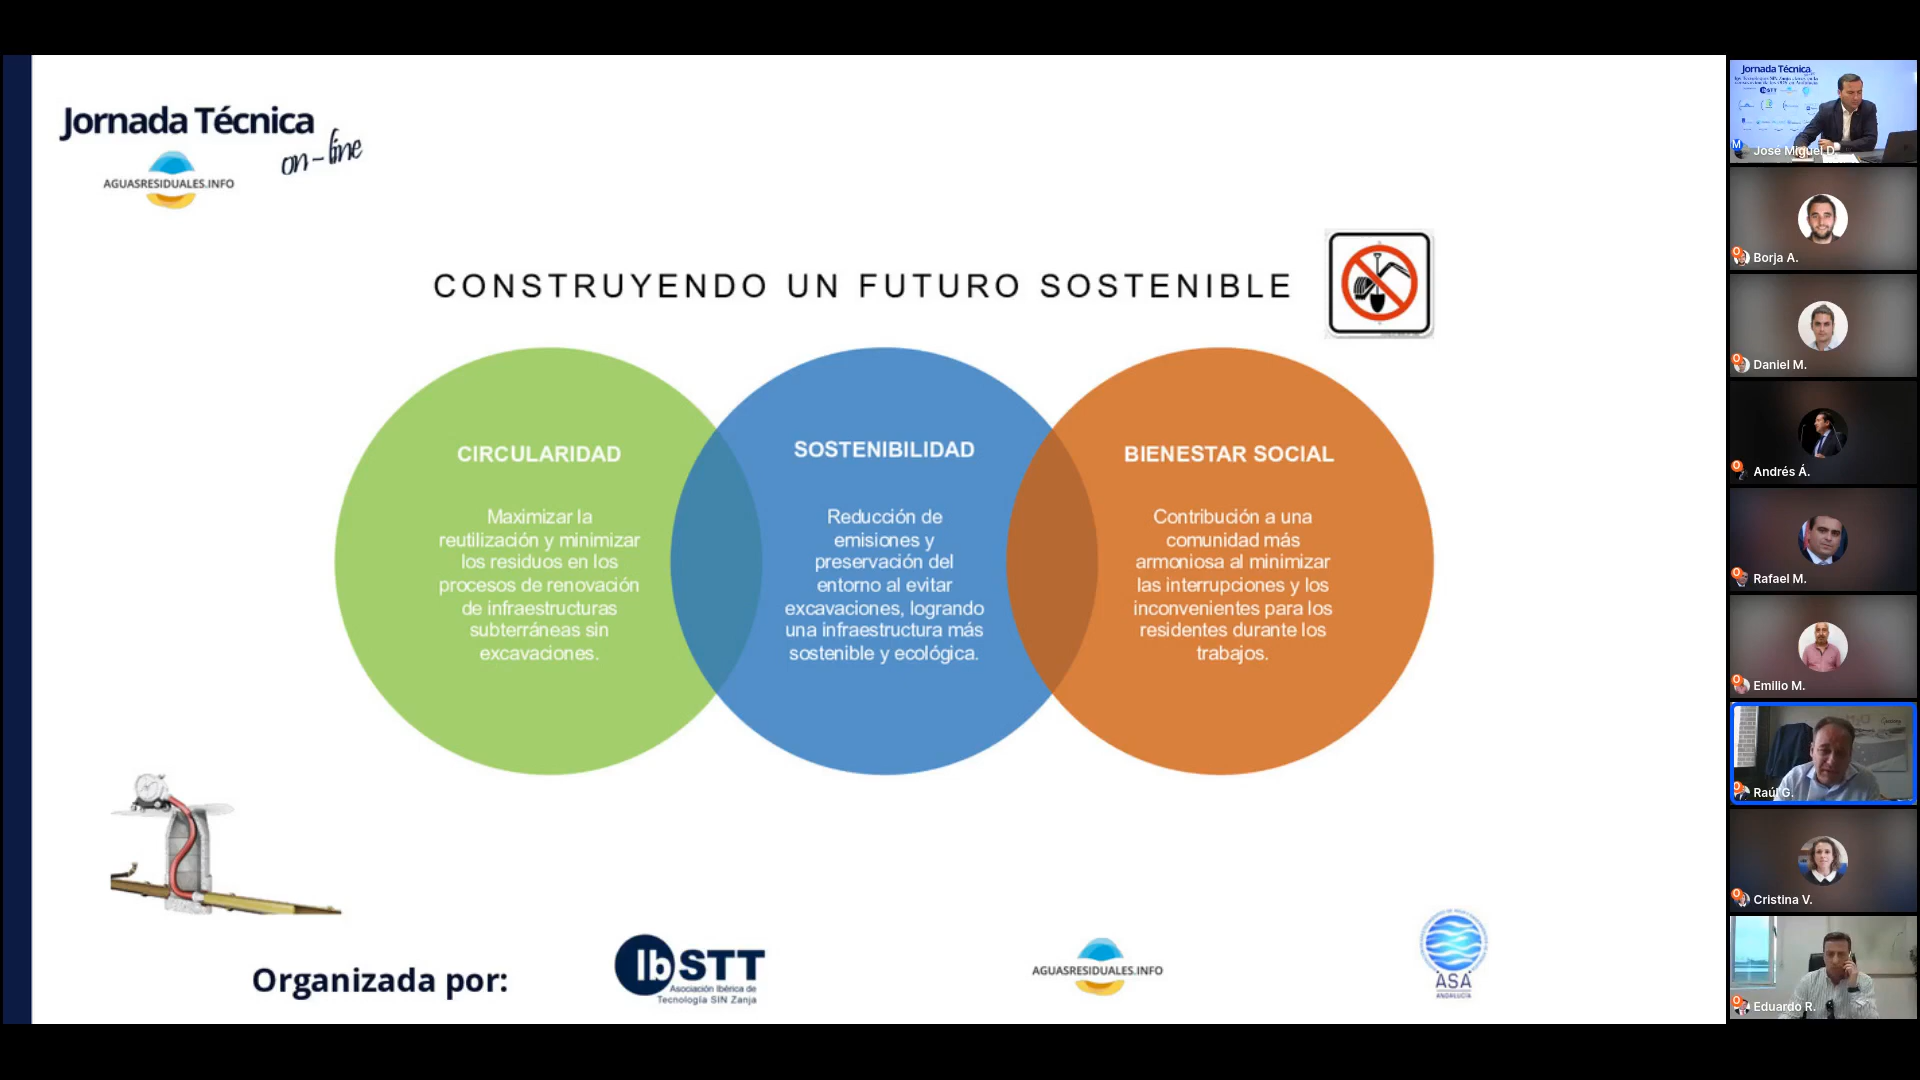 Jornada Técnica
on-line
AGUASRESIDUALES.INFO
CONSTRUYENDO UN FUTURO SOSTENIBLE
CIRCULARIDAD
Maximizar la
reutilización y minimizar
los residuos en los
procesos de renovación
de infraestructuras
subterráneas sin
excavaciones.
SOSTENIBILIDAD
Reducción de
emisiones y
preservación del
entorno al evitar
excavaciones, logrando
una infraestructura más
sostenible y ecológica.
BIENESTAR SOCIAL
Contribución a una
comunidad más
armoniosa al minimizar
las interrupciones y los
inconvenientes para los
residentes durante los
trabajos.
Organizada por:
IbSTT
Asociación Ibérica de
Tecnología SIN Zanja
AGUASRESIDUALES.INFO
ASA
ANDALUCÍA
Jornada Técnica
IbSTT
José Miguel D.
Borja A.
Daniel M.
Andrés Á.
Rafael M.
Emilio M.
Raúl G.
Cristina V.
Eduardo R.